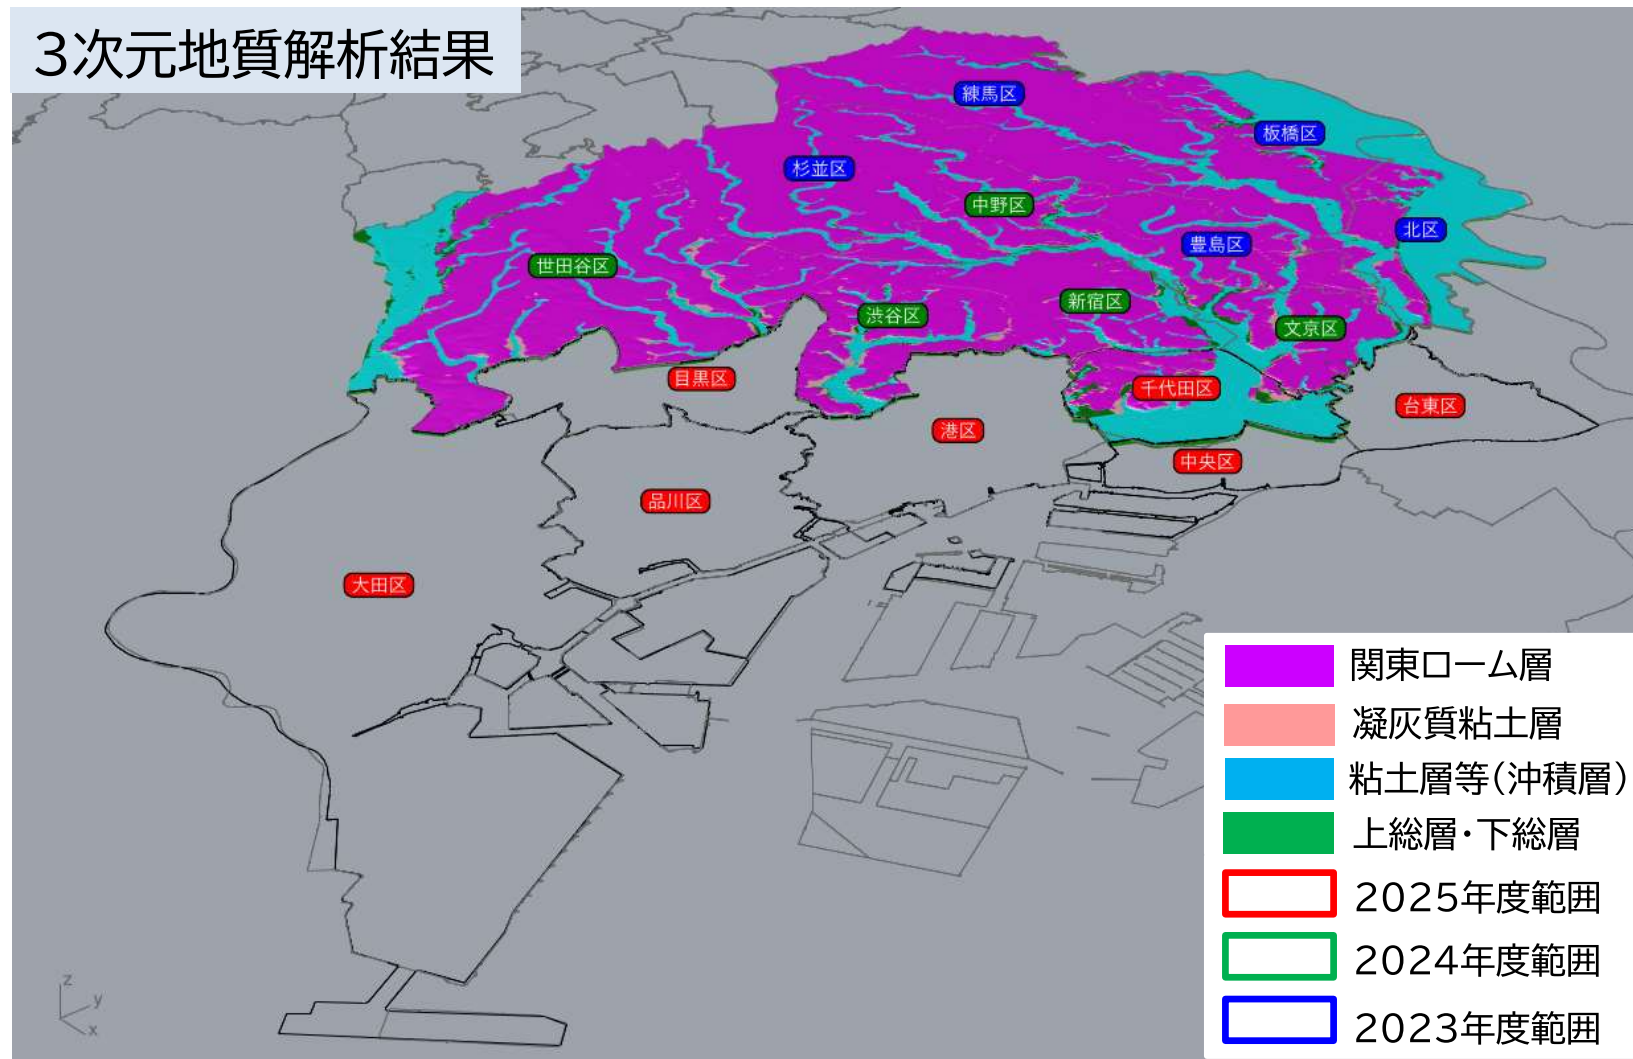 3次元地質解析結果
練馬区
板橋区
杉並区
中野区
北区
豊島区
世田谷区
新宿区
渋谷区
文京区
目黒区
千代田区
台東区
港区
中央区
品川区
大田区
関東ローム層
凝灰質粘土層
粘土層等(沖積層)
上総層・下総層
2025年度範囲
2024年度範囲
2023年度範囲
z
y
x